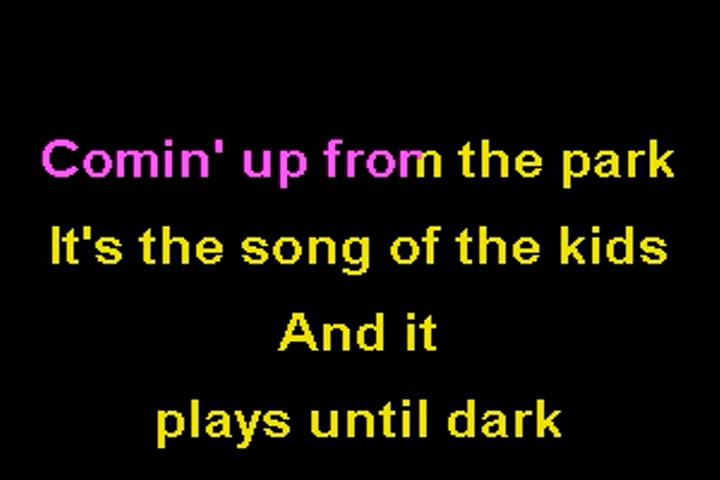 Comin' up from the park
It's the song of the kids
And it
plays until dark